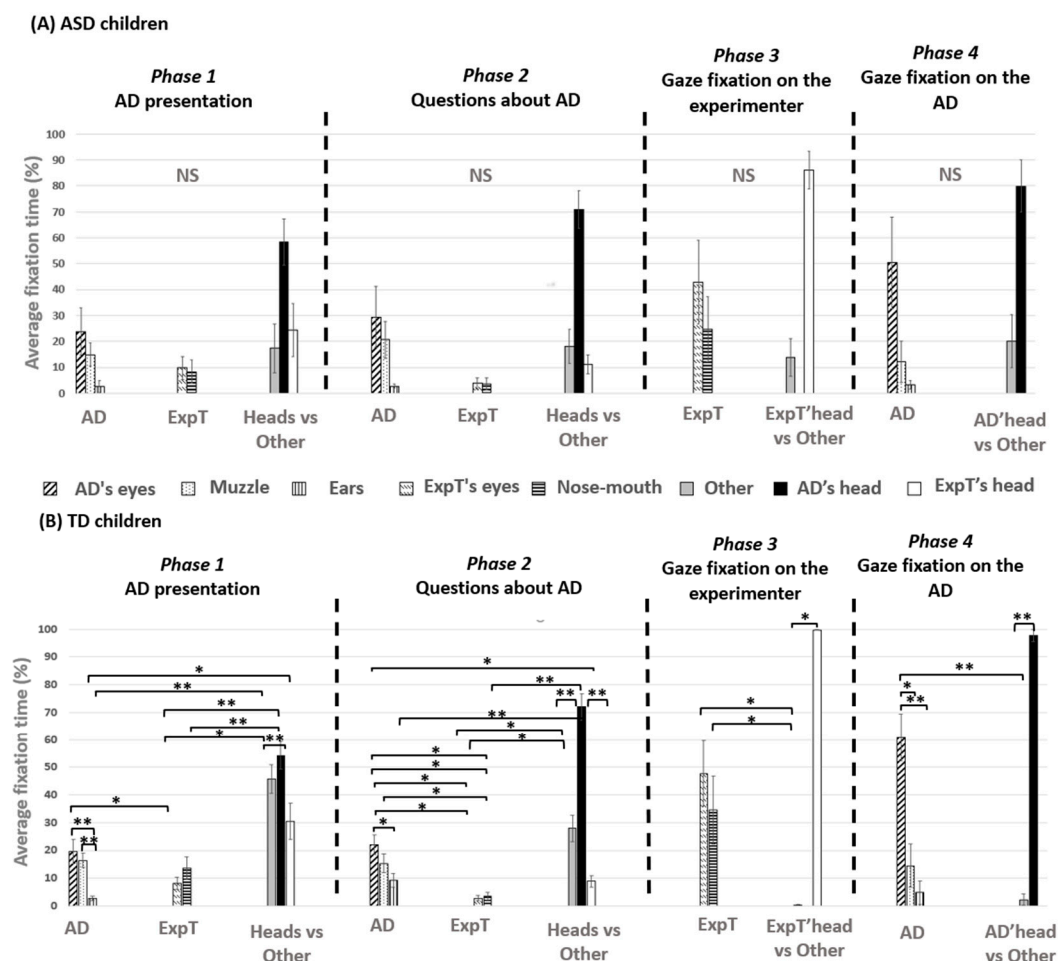 (A) ASD children
Phase 1
AD presentation
Phase 2
Questions about AD
Phase 3
Gaze fixation on the
experimenter
Phase 4
Gaze fixation on the
AD
Average fixation time (%)
100
90
80
70
60
50
40
30
20
10
0
NS
NS
NS
NS
AD
ExpT
Heads vs
Other
AD
ExpT
Heads vs
Other
ExpT
ExpT'head
vs Other
AD
AD'head
vs Other
AD's eyes
Muzzle
Ears
ExpT's eyes
Nose-mouth
Other
AD's head
ExpT's head
(B) TD children
Phase 1
AD presentation
Phase 2
Questions about AD
Phase 3
Gaze fixation on the
experimenter
Phase 4
Gaze fixation on the
AD
Average fixation time (%)
100
90
80
70
60
50
40
30
20
10
0
*
**
**
**
*
**
*
**
**
*
**
**
**
**
*
*
*
*
*
*
*
*
*
*
*
**
**
*
**
AD
ExpT
Heads vs
Other
AD
ExpT
Heads vs
Other
ExpT
ExpT'head
vs Other
AD
AD'head
vs Other